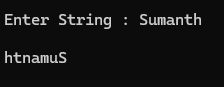 Enter String : Sumanth
htnamuS